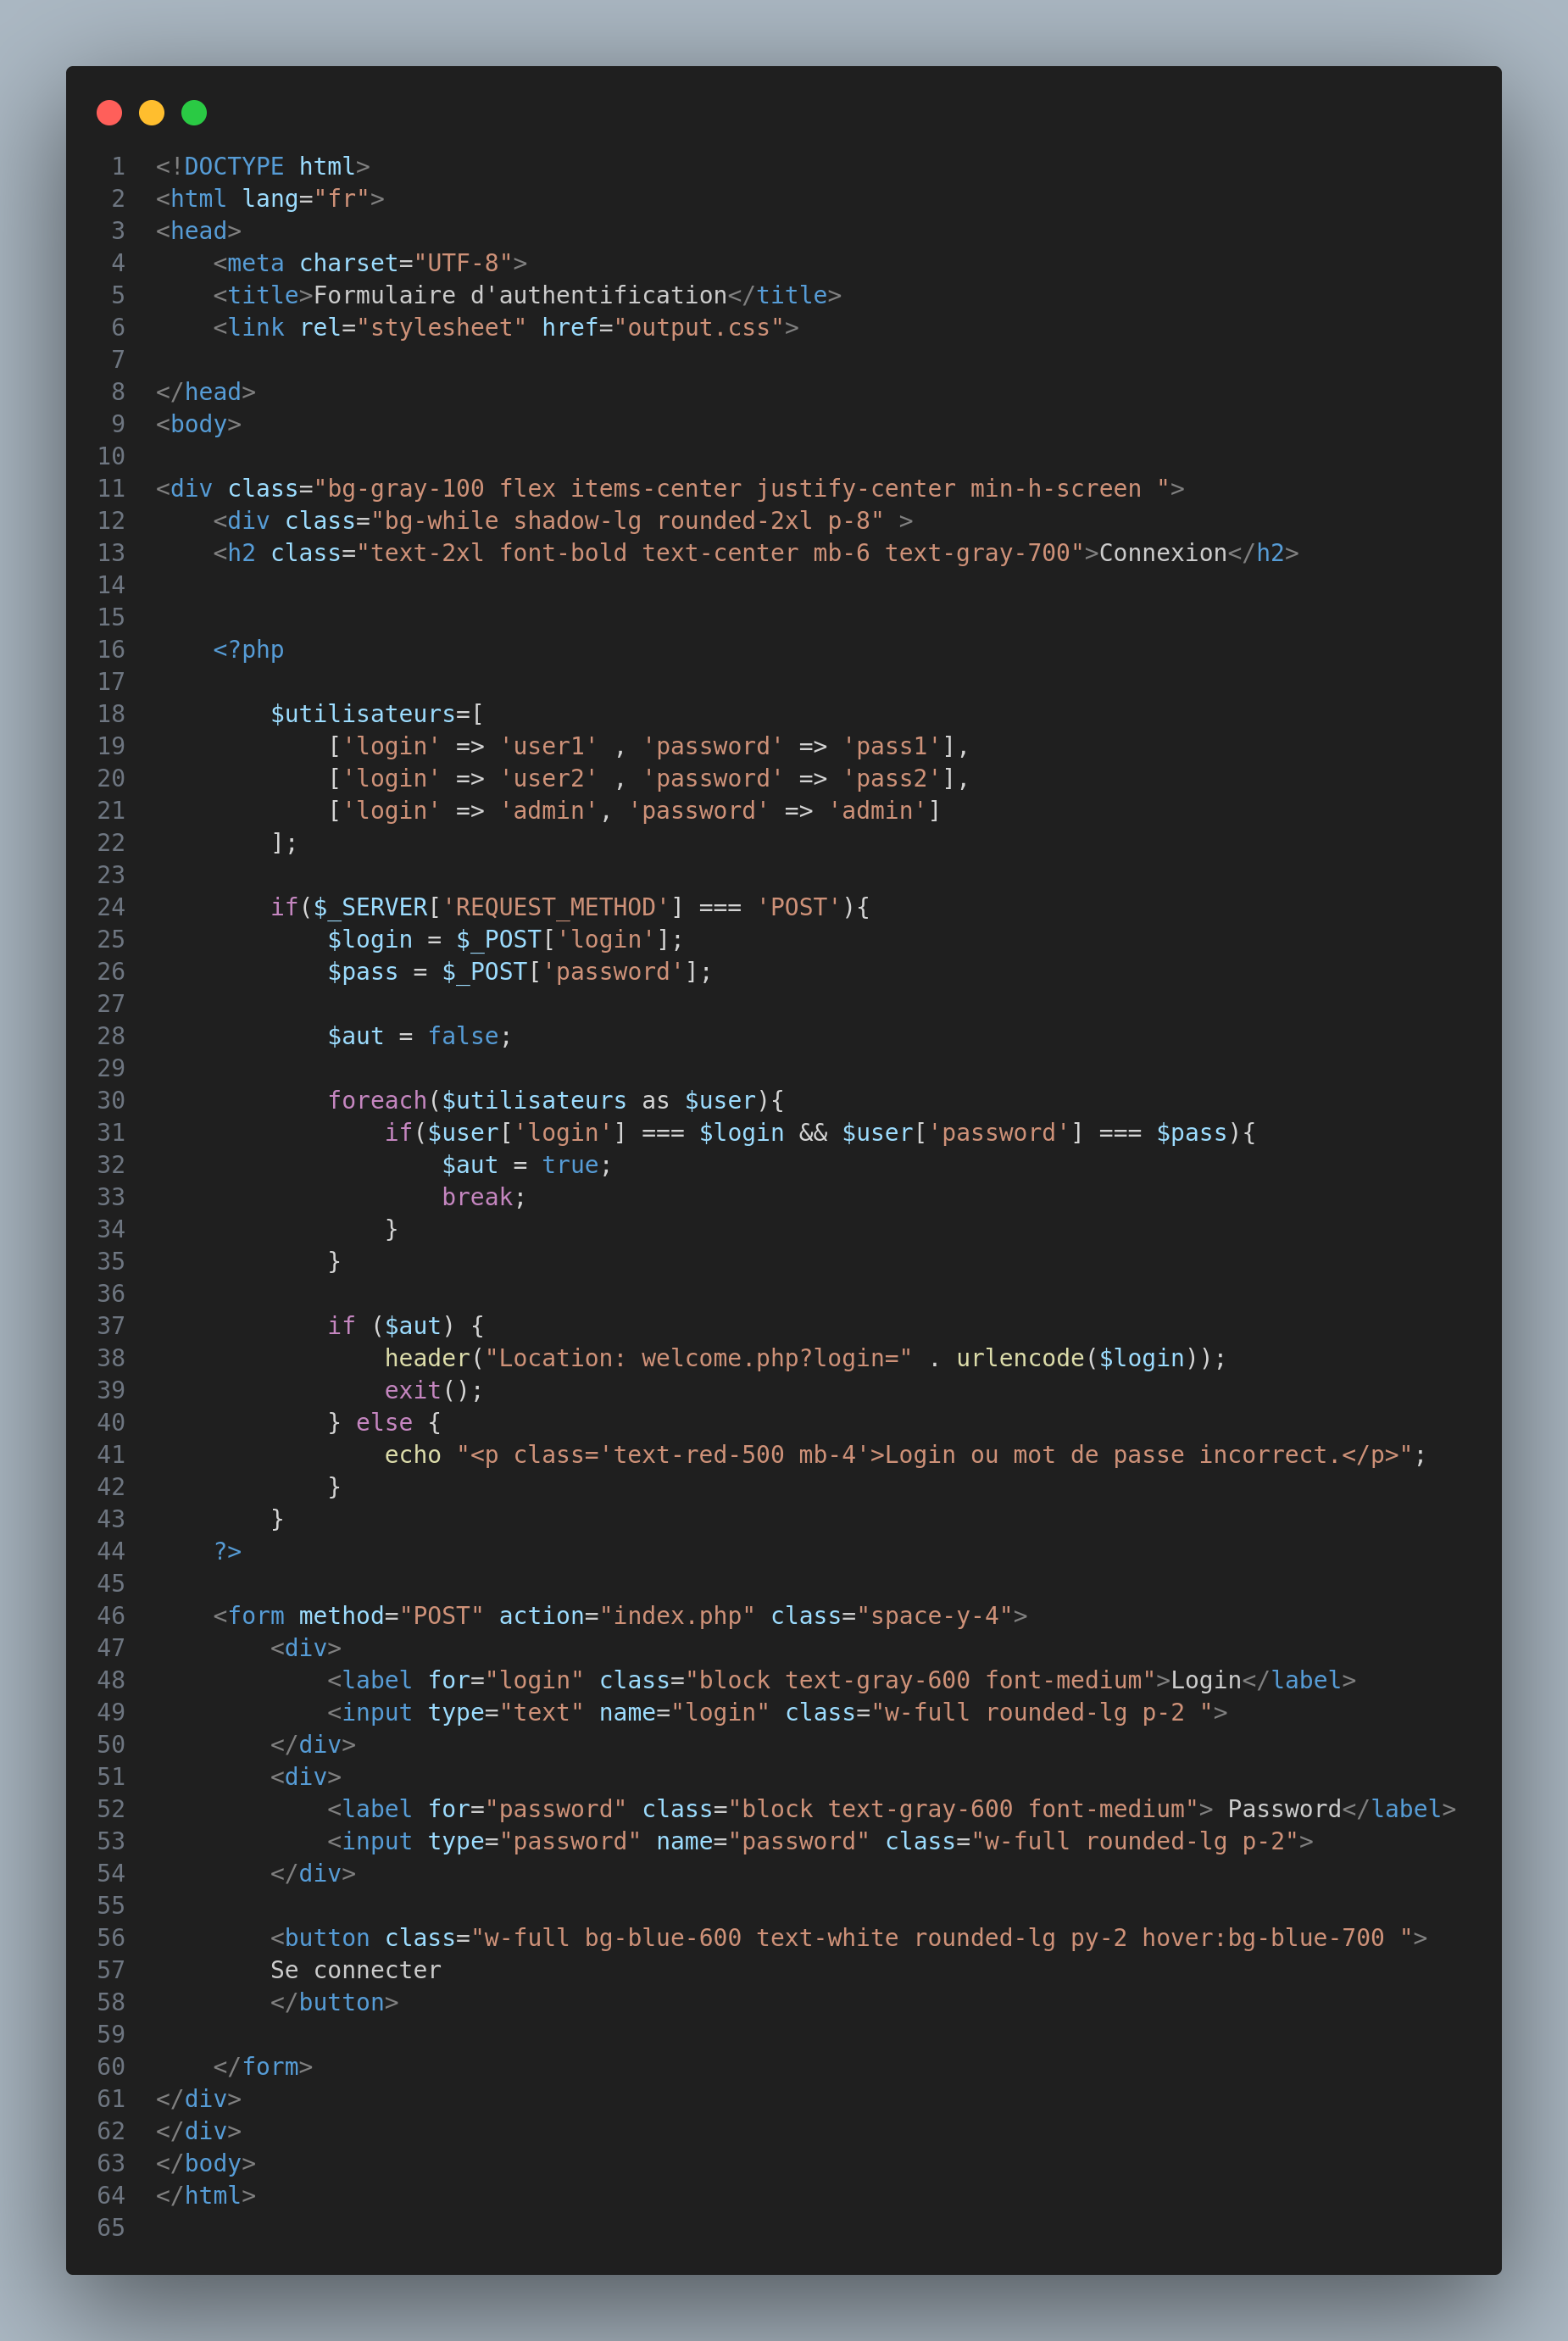 1 <!DOCTYPE html>
2 <html lang="fr">
3 <head>
4     <meta charset="UTF-8">
5     <title>Formulaire d'authentification</title>
6     <link rel="stylesheet" href="output.css">
7
8 </head>
9 <body>
10
11 <div class="bg-gray-100 flex items-center justify-center min-h-screen ">
12     <div class="bg-while shadow-lg rounded-2xl p-8" >
13     <h2 class="text-2xl font-bold text-center mb-6 text-gray-700">Connexion</h2>
14
15
16     <?php
17
18         $utilisateurs=[
19             ['login' => 'user1' , 'password' => 'pass1'],
20             ['login' => 'user2' , 'password' => 'pass2'],
21             ['login' => 'admin', 'password' => 'admin']
22         ];
23
24         if($_SERVER['REQUEST_METHOD'] === 'POST'){
25             $login = $_POST['login'];
26             $pass = $_POST['password'];
27
28             $aut = false;
29
30             foreach($utilisateurs as $user){
31                 if($user['login'] === $login && $user['password'] === $pass){
32                     $aut = true;
33                     break;
34                 }
35             }
36
37             if ($aut) {
38                 header("Location: welcome.php?login=" . urlencode($login));
39                 exit();
40             } else {
41                 echo "<p class='text-red-500 mb-4'>Login ou mot de passe incorrect.</p>";
42             }
43         }
44     ?>
45
46     <form method="POST" action="index.php" class="space-y-4">
47         <div>
48             <label for="login" class="block text-gray-600 font-medium">Login</label>
49             <input type="text" name="login" class="w-full rounded-lg p-2 ">
50         </div>
51         <div>
52             <label for="password" class="block text-gray-600 font-medium"> Password</label>
53             <input type="password" name="password" class="w-full rounded-lg p-2">
54         </div>
55
56         <button class="w-full bg-blue-600 text-white rounded-lg py-2 hover:bg-blue-700 ">
57         Se connecter
58         </button>
59
60     </form>
61 </div>
62 </div>
63 </body>
64 </html>
65